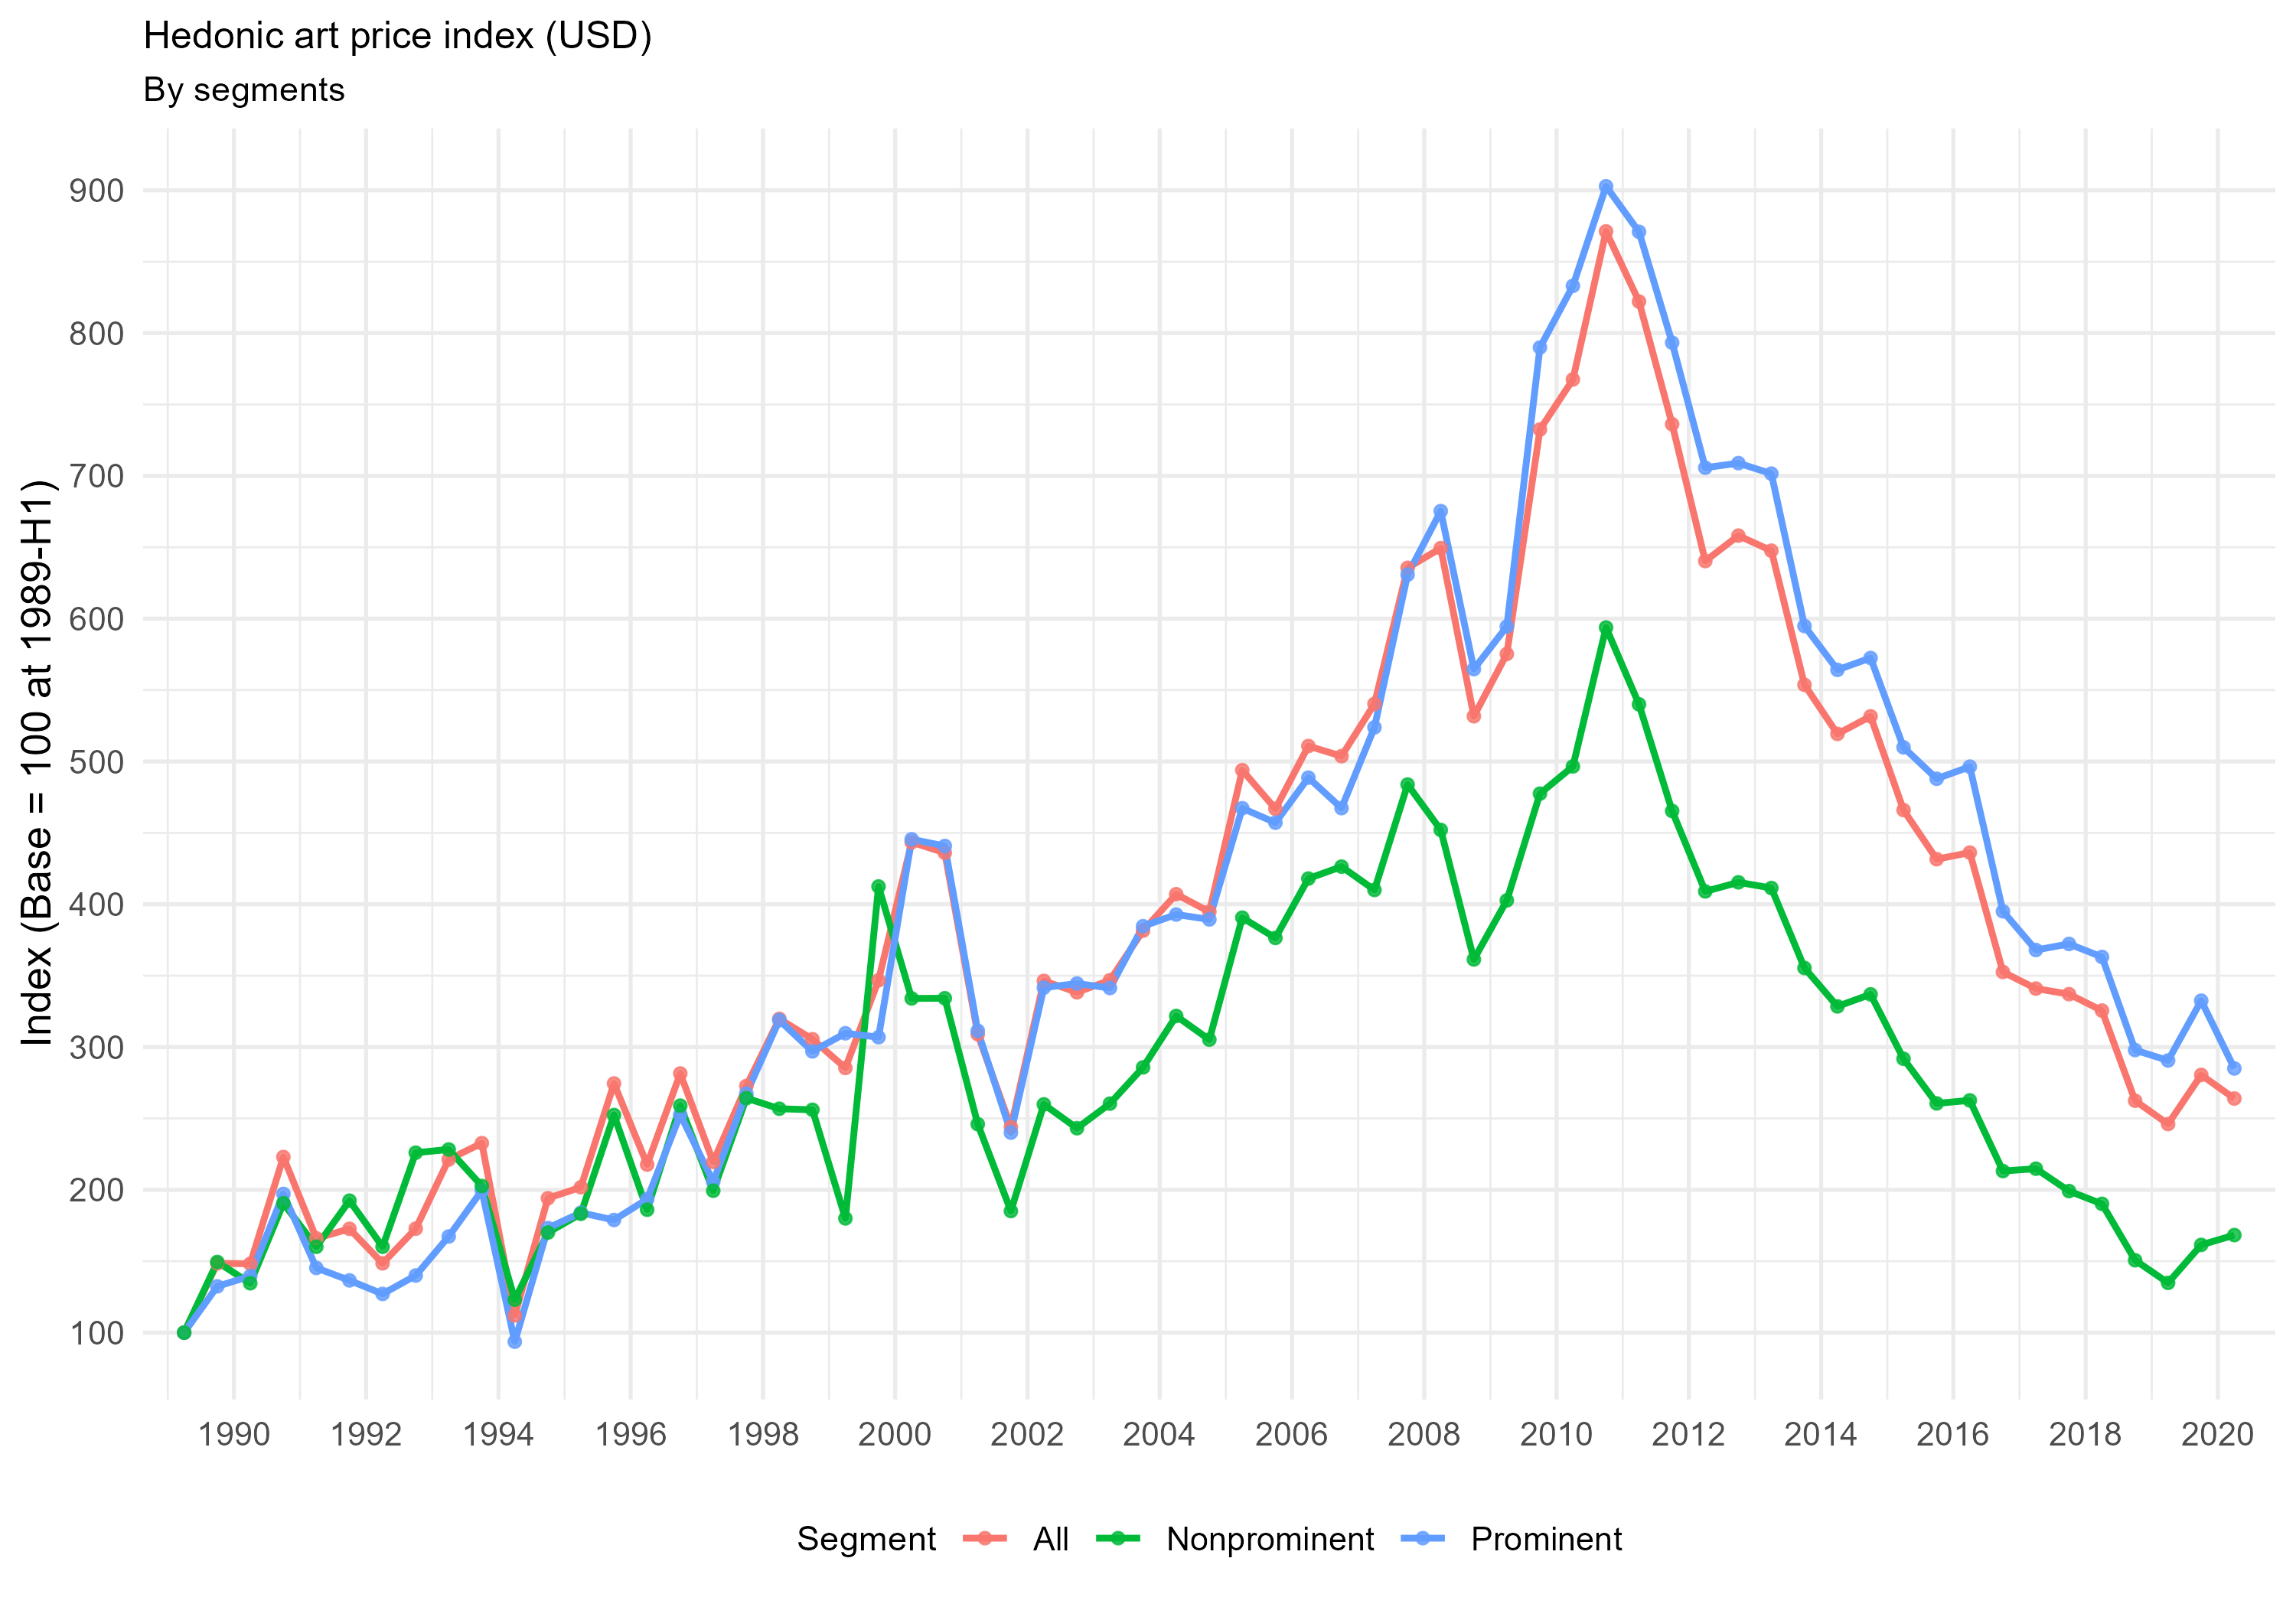 Hedonic art price index (USD)
By segments
Index (Base = 100 at 1989-H1)
900
800
700
600
500
400
300
200
100
1990 1992 1994 1996 1998 2000 2002 2004 2006 2008 2010 2012 2014 2016 2018 2020
Segment All Nonprominent Prominent